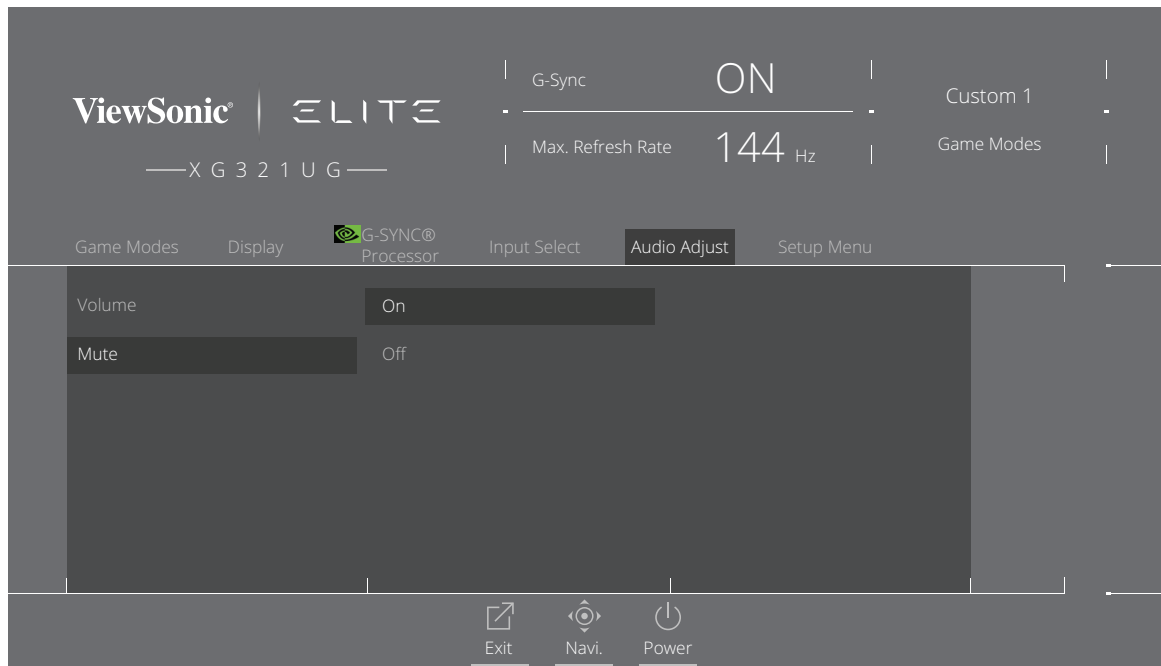 ViewSonic® ELITE
XG321UG
G-Sync ON
Max. Refresh Rate 144 Hz
Custom 1
Game Modes
Game Modes Display G-SYNC® Input Select Audio Adjust Setup Menu
Processor
Volume On
Mute Off
Exit Navi. Power